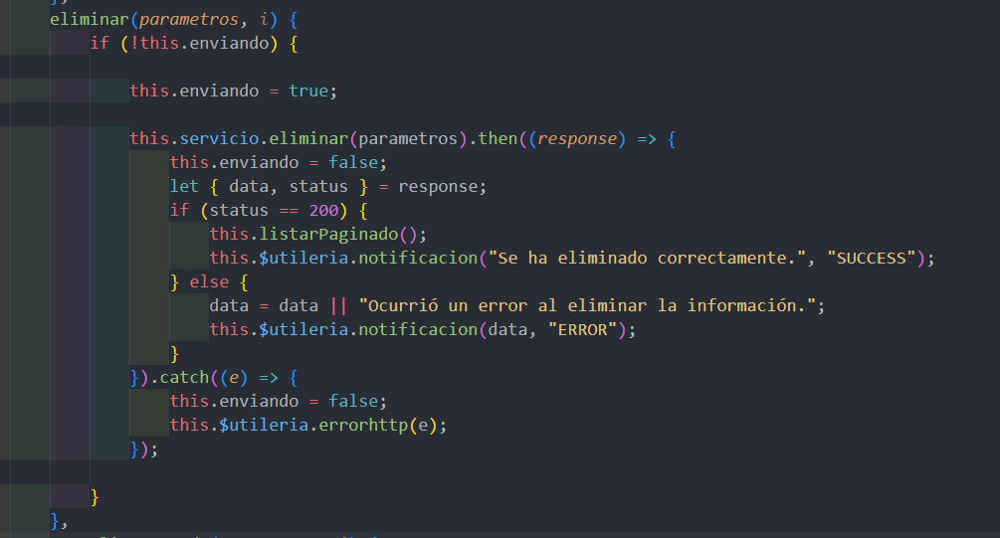 eliminar(parametros, i) {
if (!this.enviando) {
this.enviando = true;
this.servicio.eliminar(parametros).then((response) => {
this.enviando = false;
let { data, status } = response;
if (status == 200) {
this.listarPaginado();
this.$utileria.notificacion("Se ha eliminado correctamente.", "SUCCESS");
} else {
data = data || "Ocurrió un error al eliminar la información.";
this.$utileria.notificacion(data, "ERROR");
}
}).catch((e) => {
this.enviando = false;
this.$utileria.errorhttp(e);
});
}
},